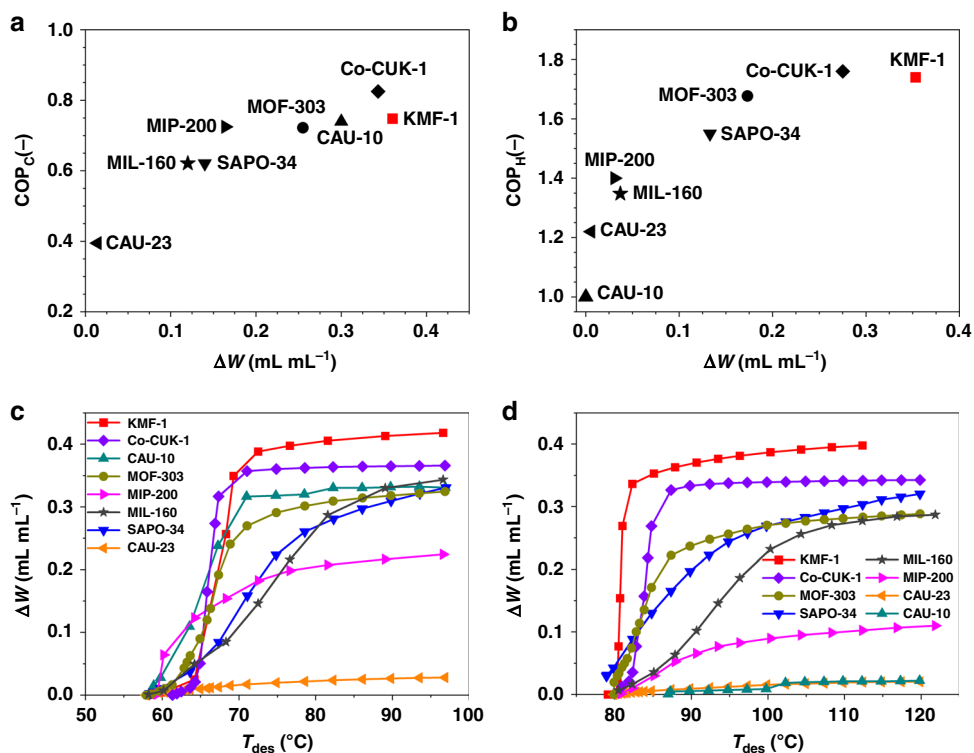 a
COP_C(–)
1.0
0.8
0.6
0.4
0.2
Co-CUK-1
MOF-303
KMF-1
MIP-200
CAU-10
MIL-160
SAPO-34
CAU-23
0.0 0.1 0.2 0.3 0.4
ΔW (mL mL⁻¹)
b
COP_H(–)
1.8
1.6
1.4
1.2
1.0
KMF-1
Co-CUK-1
MOF-303
SAPO-34
MIP-200
MIL-160
CAU-23
CAU-10
0.0 0.2 0.4
ΔW (mL mL⁻¹)
c
ΔW (mL mL⁻¹)
0.4
0.3
0.2
0.1
0.0
KMF-1
Co-CUK-1
CAU-10
MOF-303
MIP-200
MIL-160
SAPO-34
CAU-23
50 60 70 80 90 100
T_des (°C)
d
ΔW (mL mL⁻¹)
0.4
0.3
0.2
0.1
0.0
KMF-1
Co-CUK-1
MOF-303
SAPO-34
MIL-160
MIP-200
CAU-23
CAU-10
80 90 100 110 120
T_des (°C)